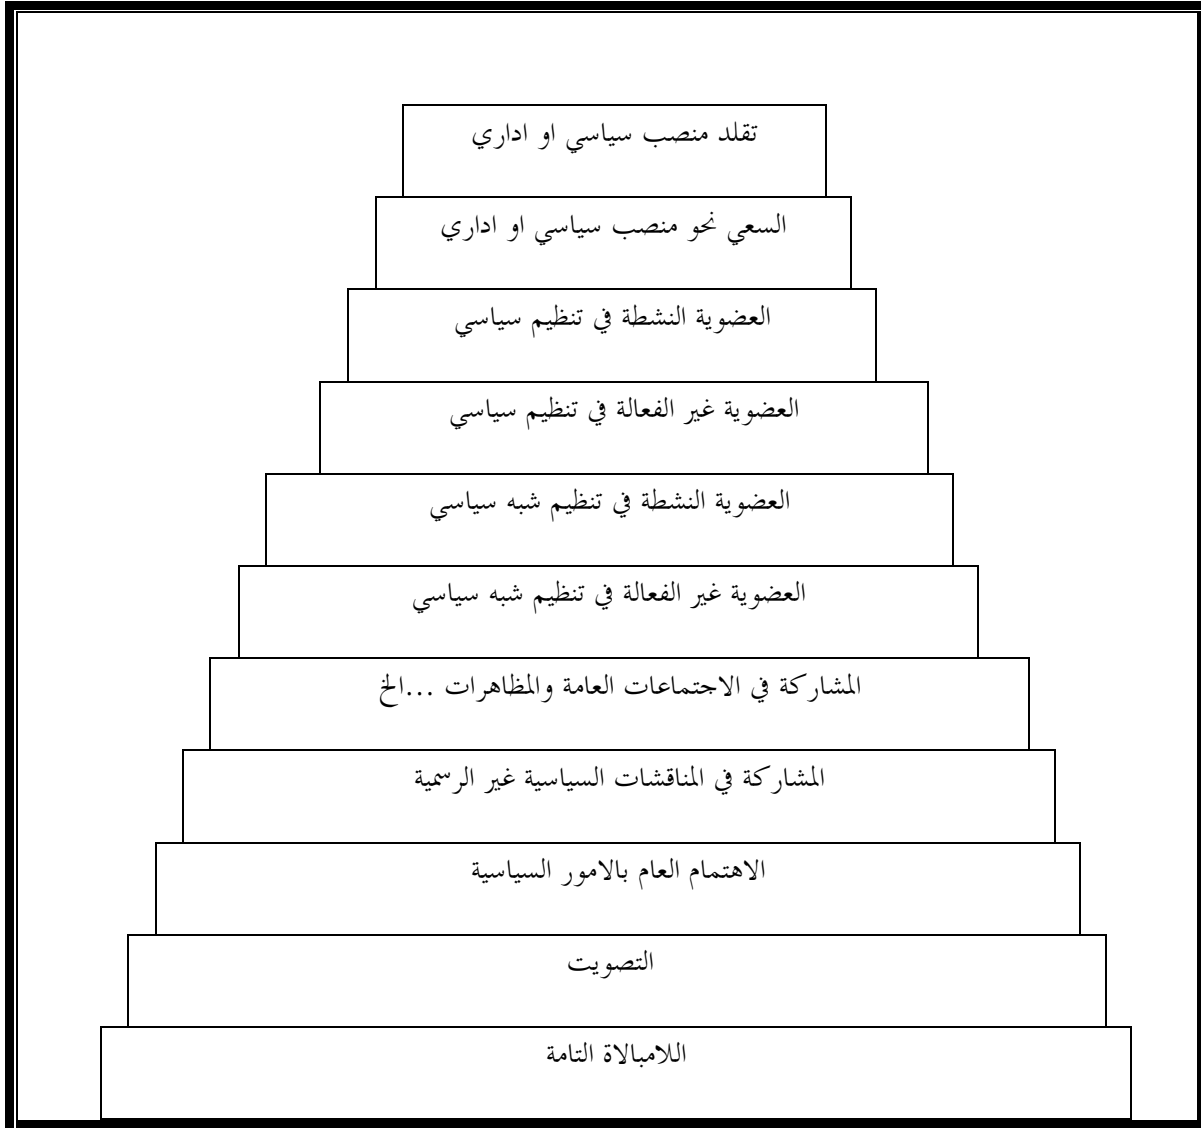 تقلد منصب سياسي او اداري
السعي نحو منصب سياسي او اداري
العضوية النشطة في تنظيم سياسي
العضوية غير الفعالة في تنظيم سياسي
العضوية النشطة في تنظيم شبه سياسي
العضوية غير الفعالة في تنظيم شبه سياسي
المشاركة في الاجتماعات العامة والمظاهرات ...الخ
المشاركة في المناقشات السياسية غير الرسمية
الاهتمام العام بالامور السياسية
التصويت
اللامبالاة التامة